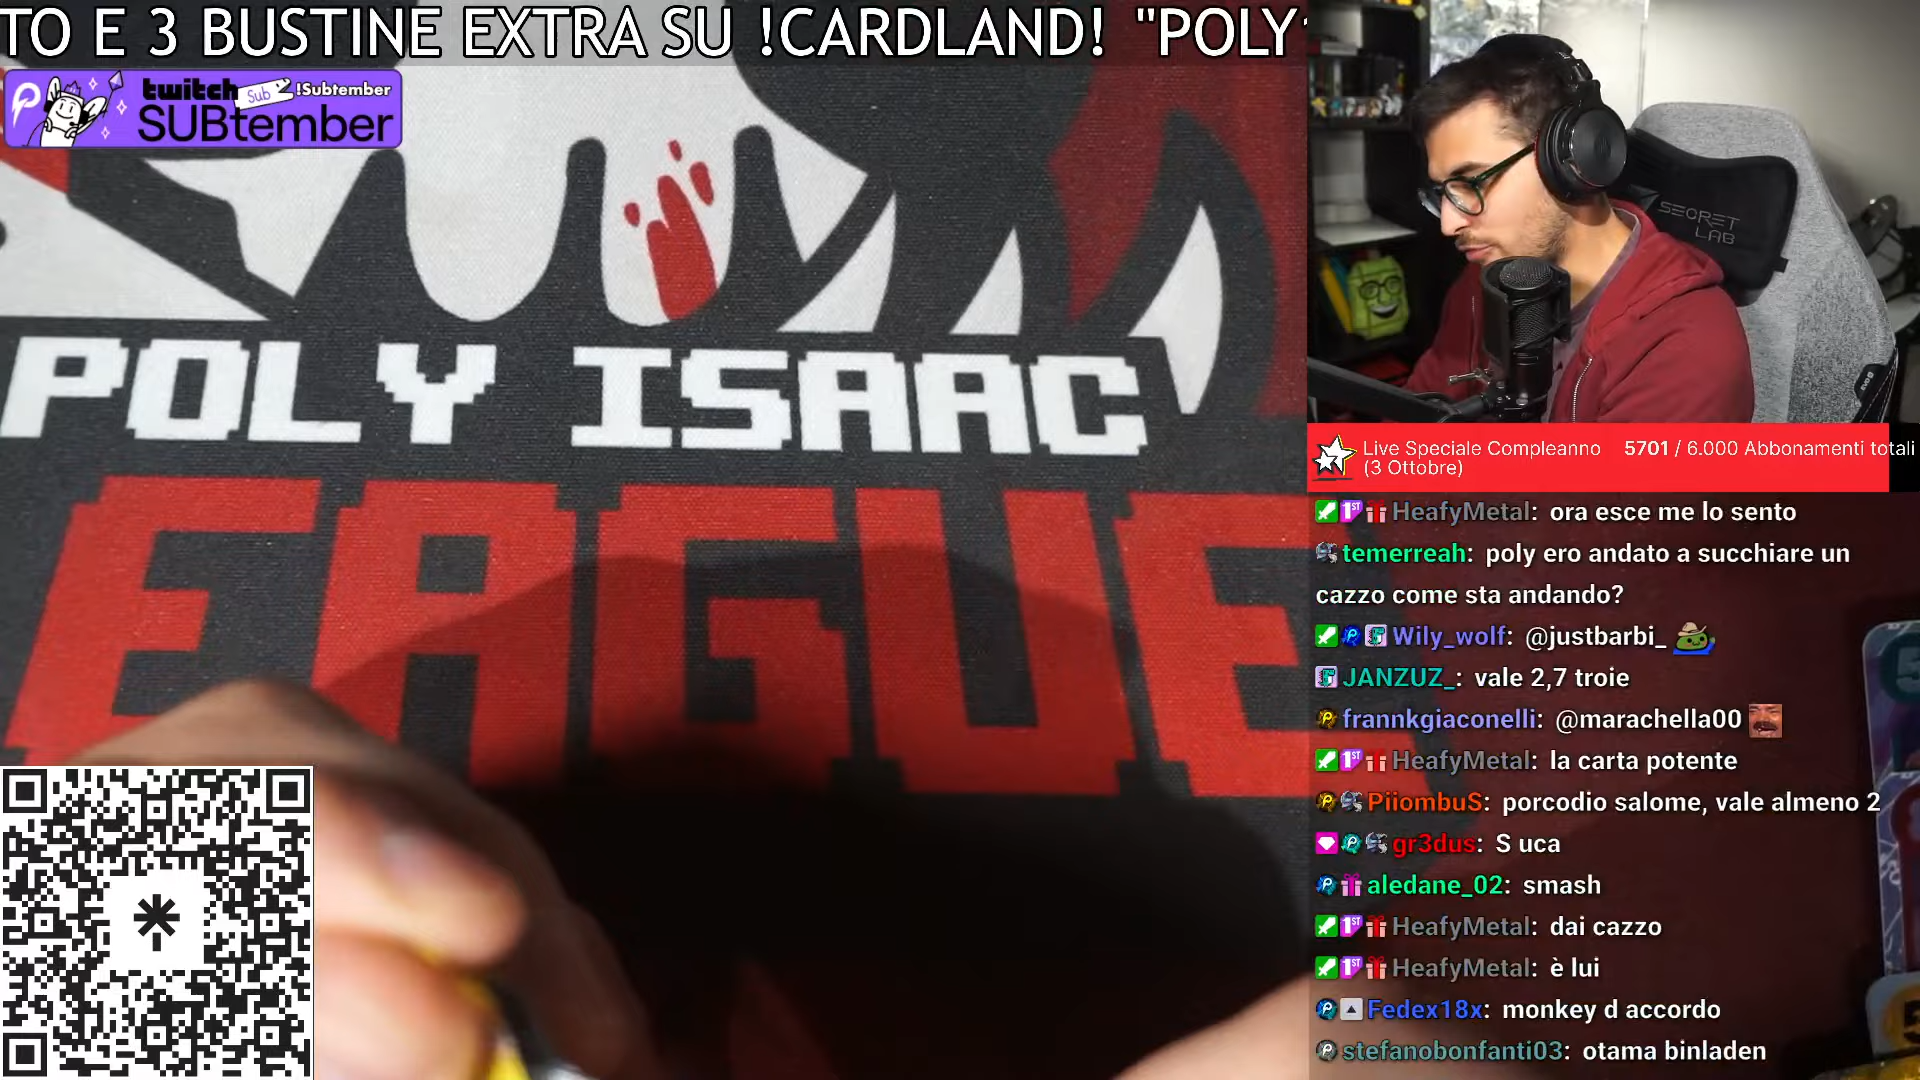 TO E 3 BUSTINE EXTRA SU !CARDLAND! "POLY
twitch Sub !Subtember
SUBtember
POLY ISAAC
EAGUE
SECRET
LAB
Live Speciale Compleanno 5701 / 6.000 Abbonamenti totali
(3 Ottobre)
HeafyMetal: ora esce me lo sento
temerreah: poly ero andato a succhiare un
cazzo come sta andando?
Wily_wolf: @justbarbi_
JANZUZ_: vale 2,7 troie
frannkgiaconelli: @marachella00
HeafyMetal: la carta potente
PiiombuS: porcodio salome, vale almeno 2
gr3dus: S uca
aledane_02: smash
HeafyMetal: dai cazzo
HeafyMetal: è lui
Fedex18x: monkey d accordo
stefanobonfanti03: otama binladen